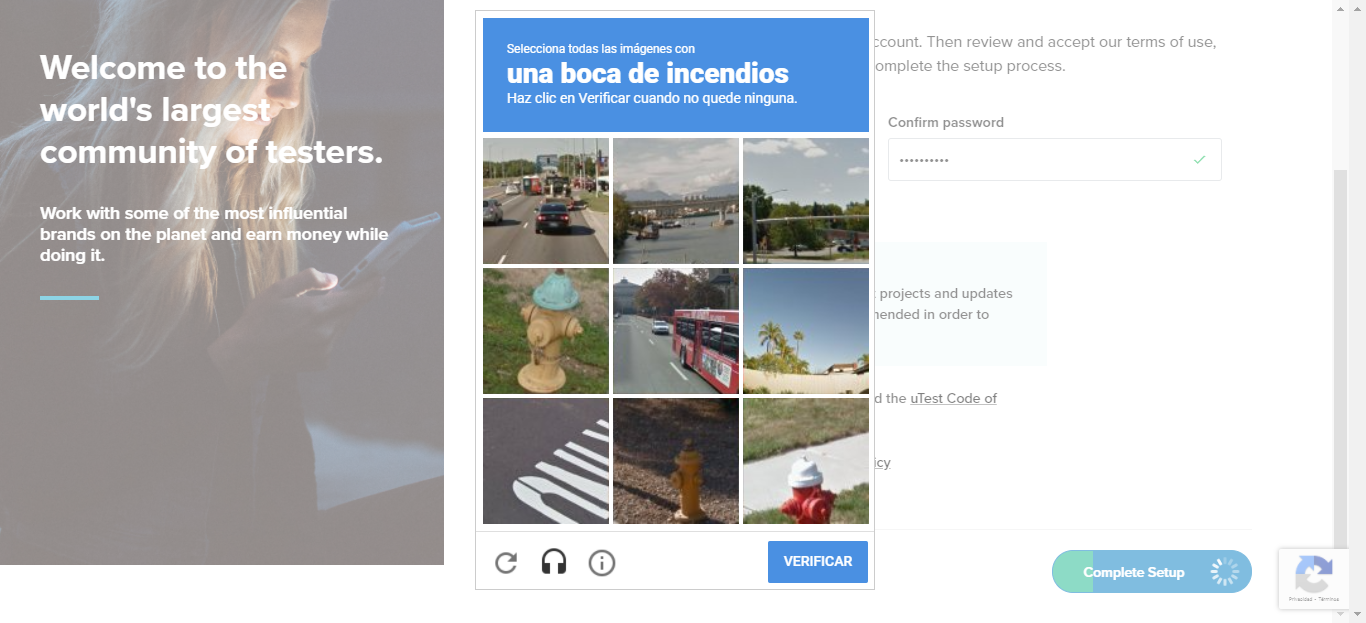 Welcome to the
world's largest
community of testers.
Work with some of the most influential
brands on the planet and earn money while
doing it.
Selecciona todas las imágenes con
una boca de incendios
Haz clic en Verificar cuando no quede ninguna.
VERIFICAR
ccount. Then review and accept our terms of use,
omplete the setup process.
Confirm password
projects and updates
nended in order to
d the uTest Code of
icy
Complete Setup
Privacidad - Términos